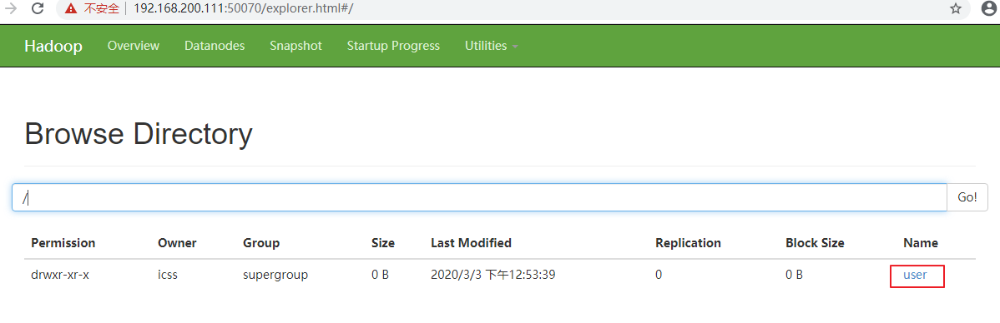 不安全 192.168.200.111:50070/explorer.html#/
Hadoop Overview Datanodes Snapshot Startup Progress Utilities
Browse Directory
/ Go!
Permission Owner Group Size Last Modified Replication Block Size Name
drwxr-xr-x icss supergroup 0 B 2020/3/3 下午12:53:39 0 0 B user